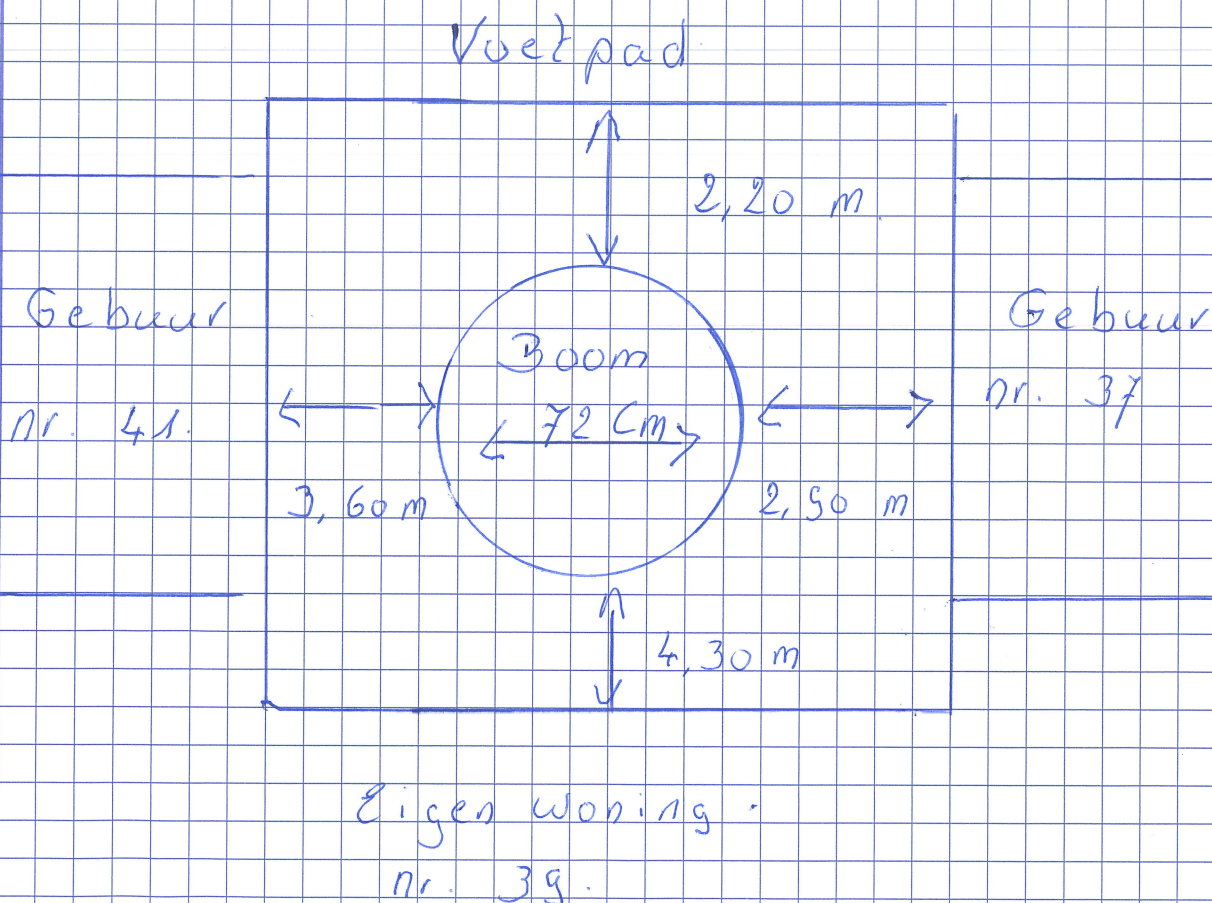 Voetpad
2,20 m.
Gebuur
nr. 41.
Boom
72 Cm
Gebuur
nr. 37
3,60 m
2,90 m
4,30 m
Eigen woning.
nr. 39.